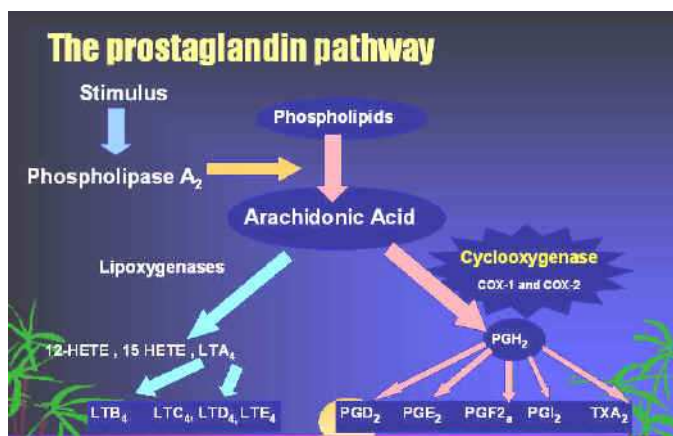 The prostaglandin pathway
Stimulus
Phospholipids
Phospholipase A₂
Arachidonic Acid
Lipoxygenases
Cyclooxygenase
COX-1 and COX-2
PGH₂
12-HETE , 15 HETE , LTA₄
LTB₄ LTC₄, LTD₄, LTE₄
PGD₂ PGE₂ PGF2ₐ PGI₂ TXA₂